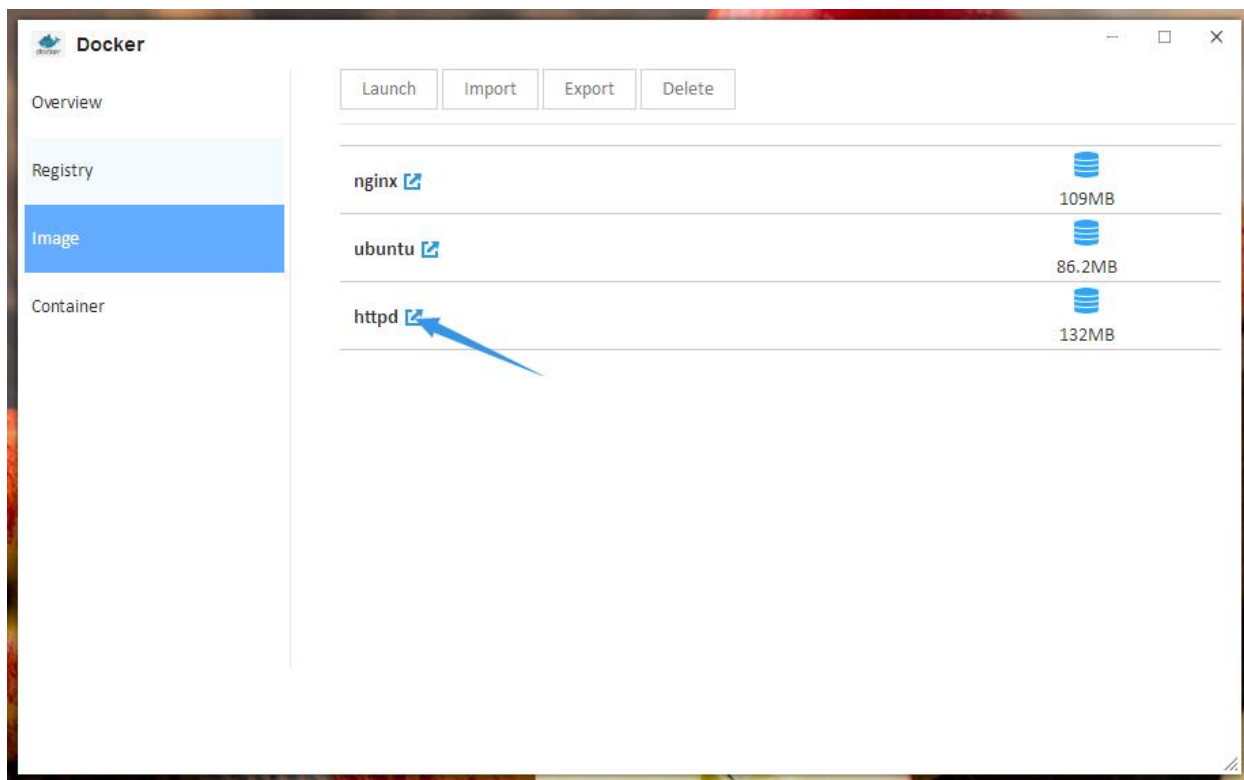 Docker
Overview
Registry
Image
Container
Launch Import Export Delete
nginx
109MB
ubuntu
86.2MB
httpd
132MB